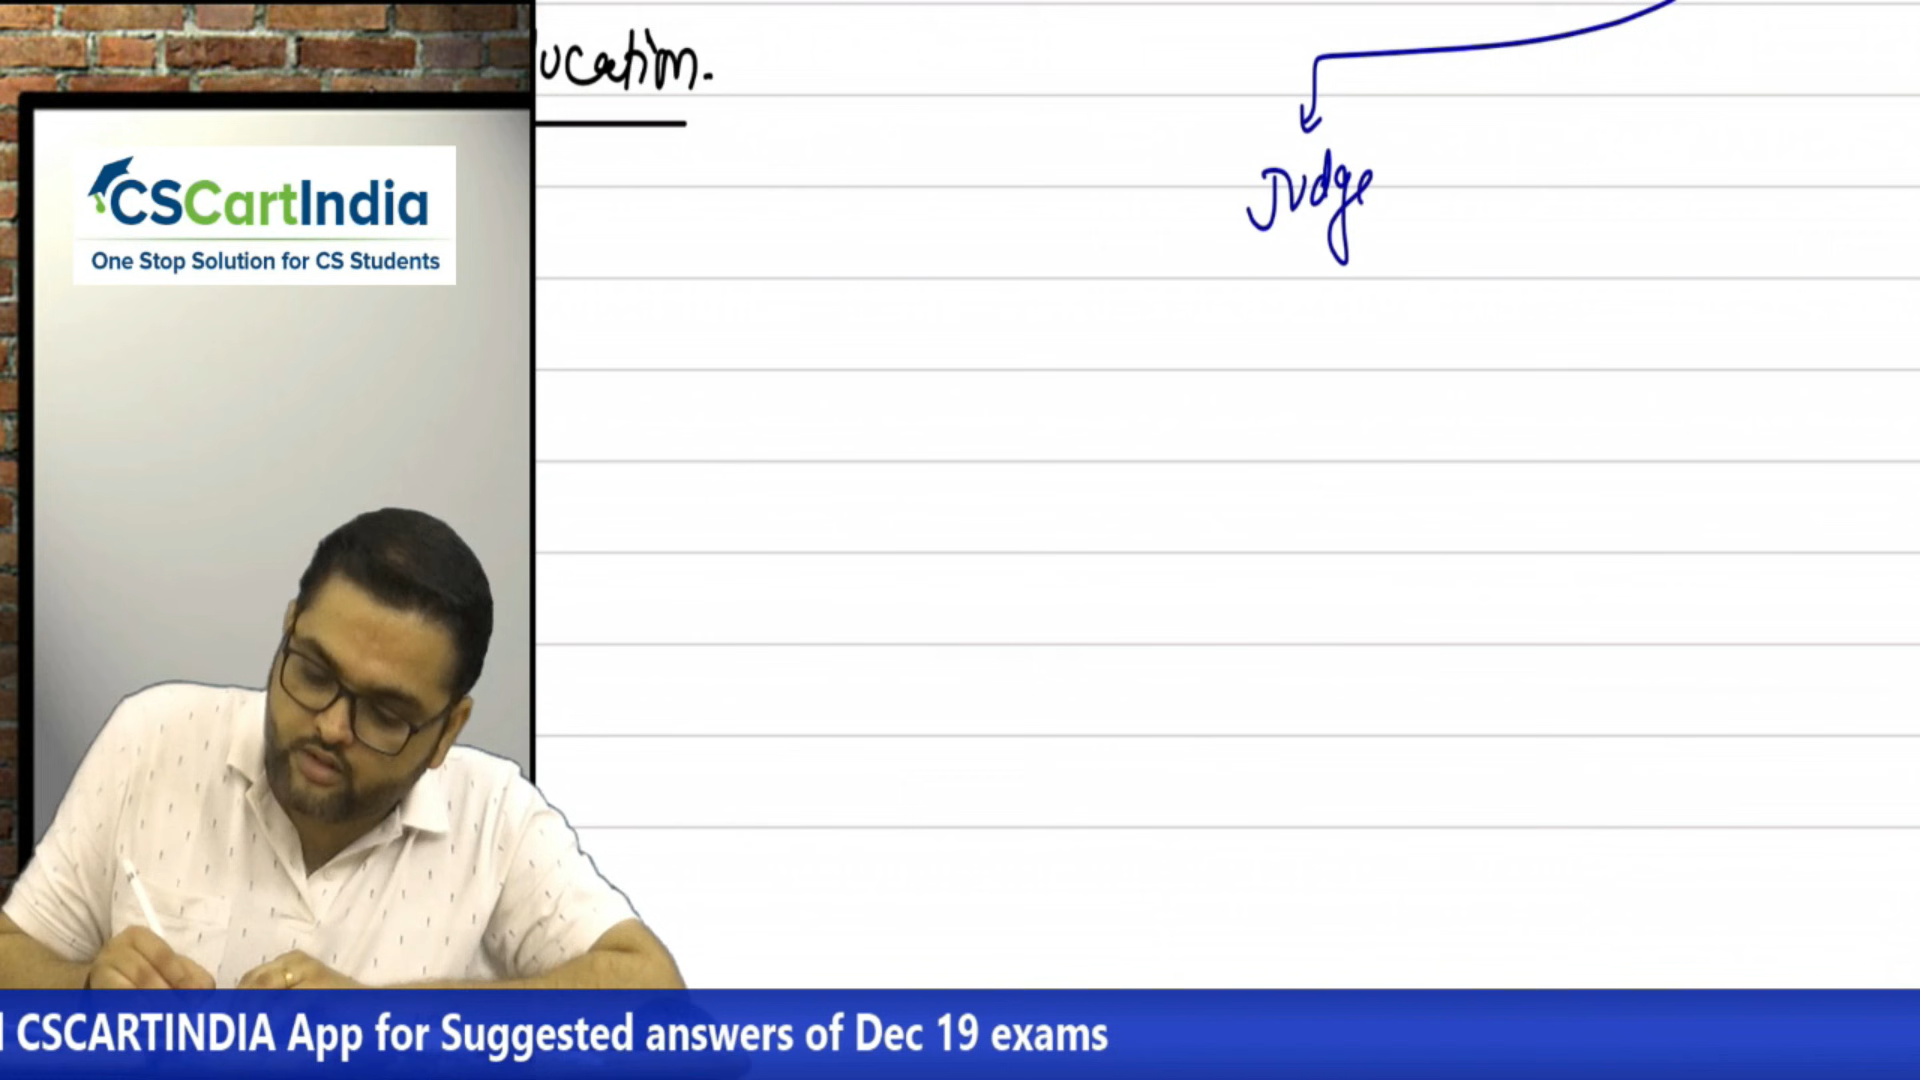 ucation.
Judge
CSCartIndia
One Stop Solution for CS Students
CSCARTINDIA App for Suggested answers of Dec 19 exams